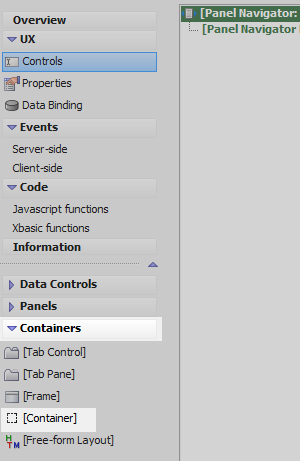 Overview
UX
Controls
Properties
Data Binding
Events
Server-side
Client-side
Code
Javascript functions
Xbasic functions
Information
Data Controls
Panels
Containers
[Tab Control]
[Tab Pane]
[Frame]
[Container]
HTM [Free-form Layout]
[Panel Navigator:
[Panel Navigator